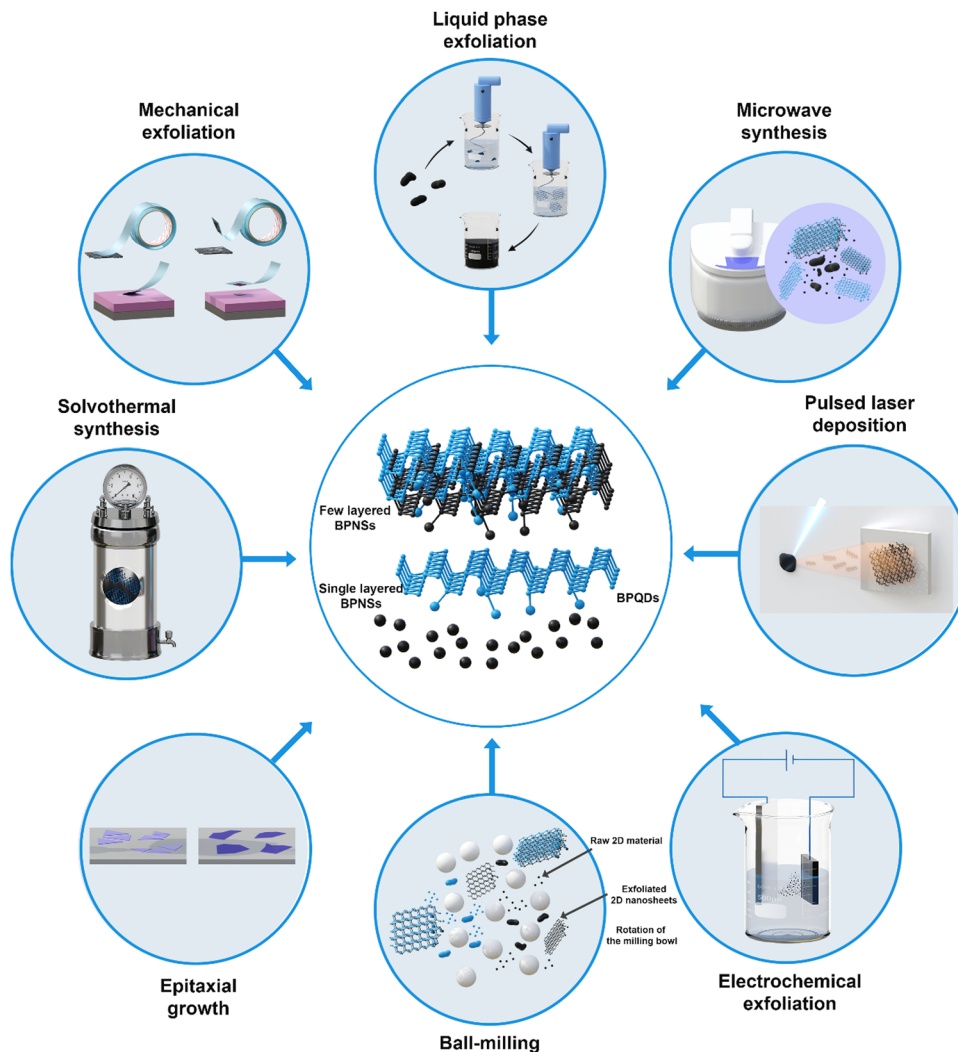 Liquid phase
exfoliation
Mechanical
exfoliation
Microwave
synthesis
Solvothermal
synthesis
Pulsed laser
deposition
Few layered
BPNSs
Single layered
BPNSs
BPQDs
Raw 2D material
Exfoliated
2D nanosheets
Rotation of
the milling bowl
Epitaxial
growth
Electrochemical
exfoliation
Ball-milling